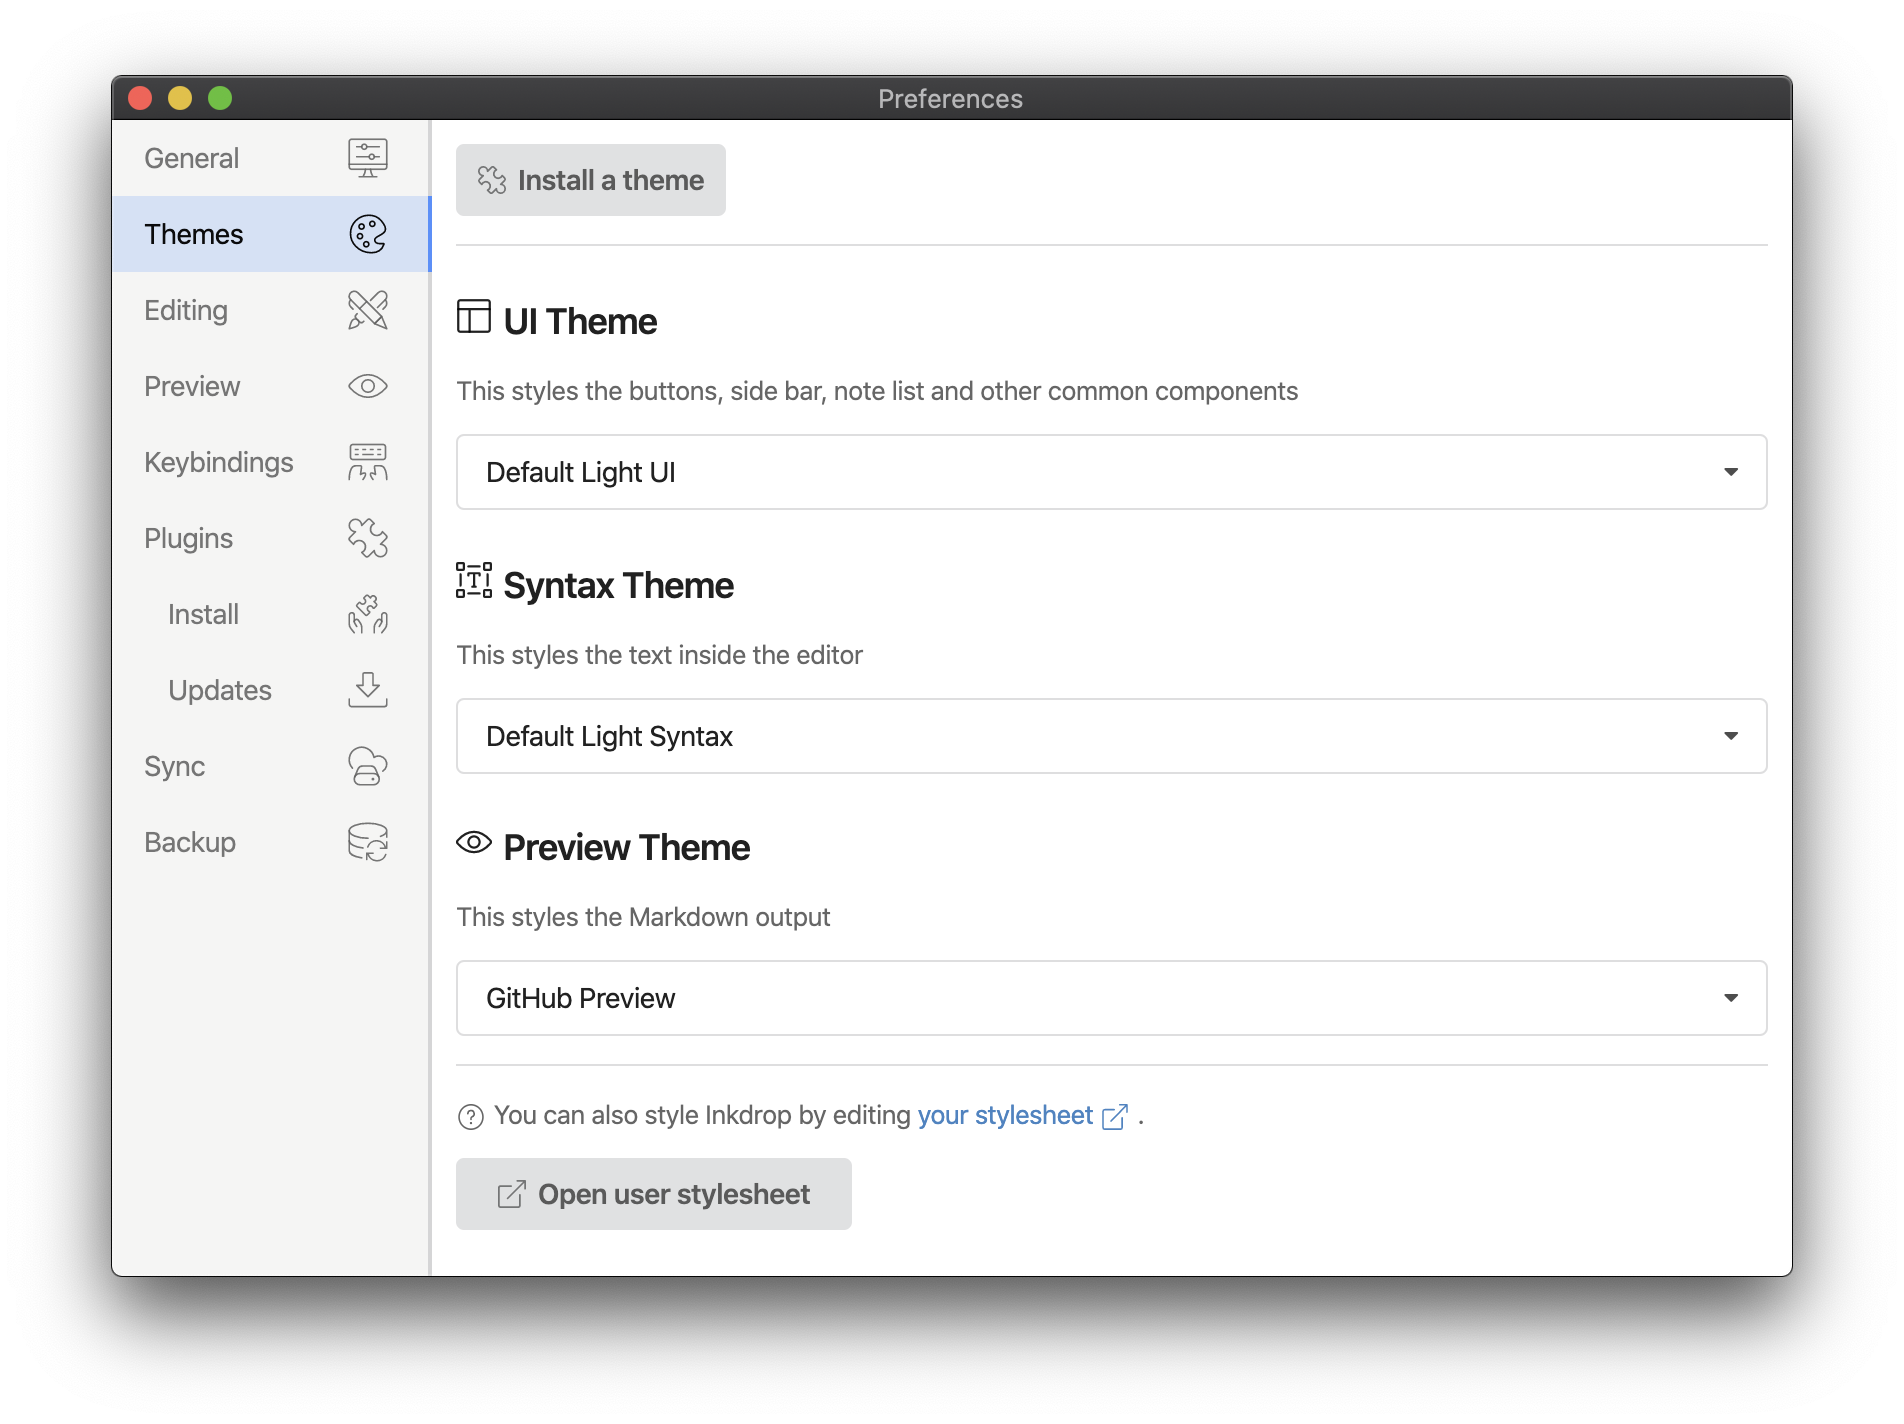 Preferences
General
Themes
Editing
Preview
Keybindings
Plugins
Install
Updates
Sync
Backup
Install a theme
UI Theme
This styles the buttons, side bar, note list and other common components
Default Light UI
Syntax Theme
This styles the text inside the editor
Default Light Syntax
Preview Theme
This styles the Markdown output
GitHub Preview
You can also style Inkdrop by editing your stylesheet .
Open user stylesheet